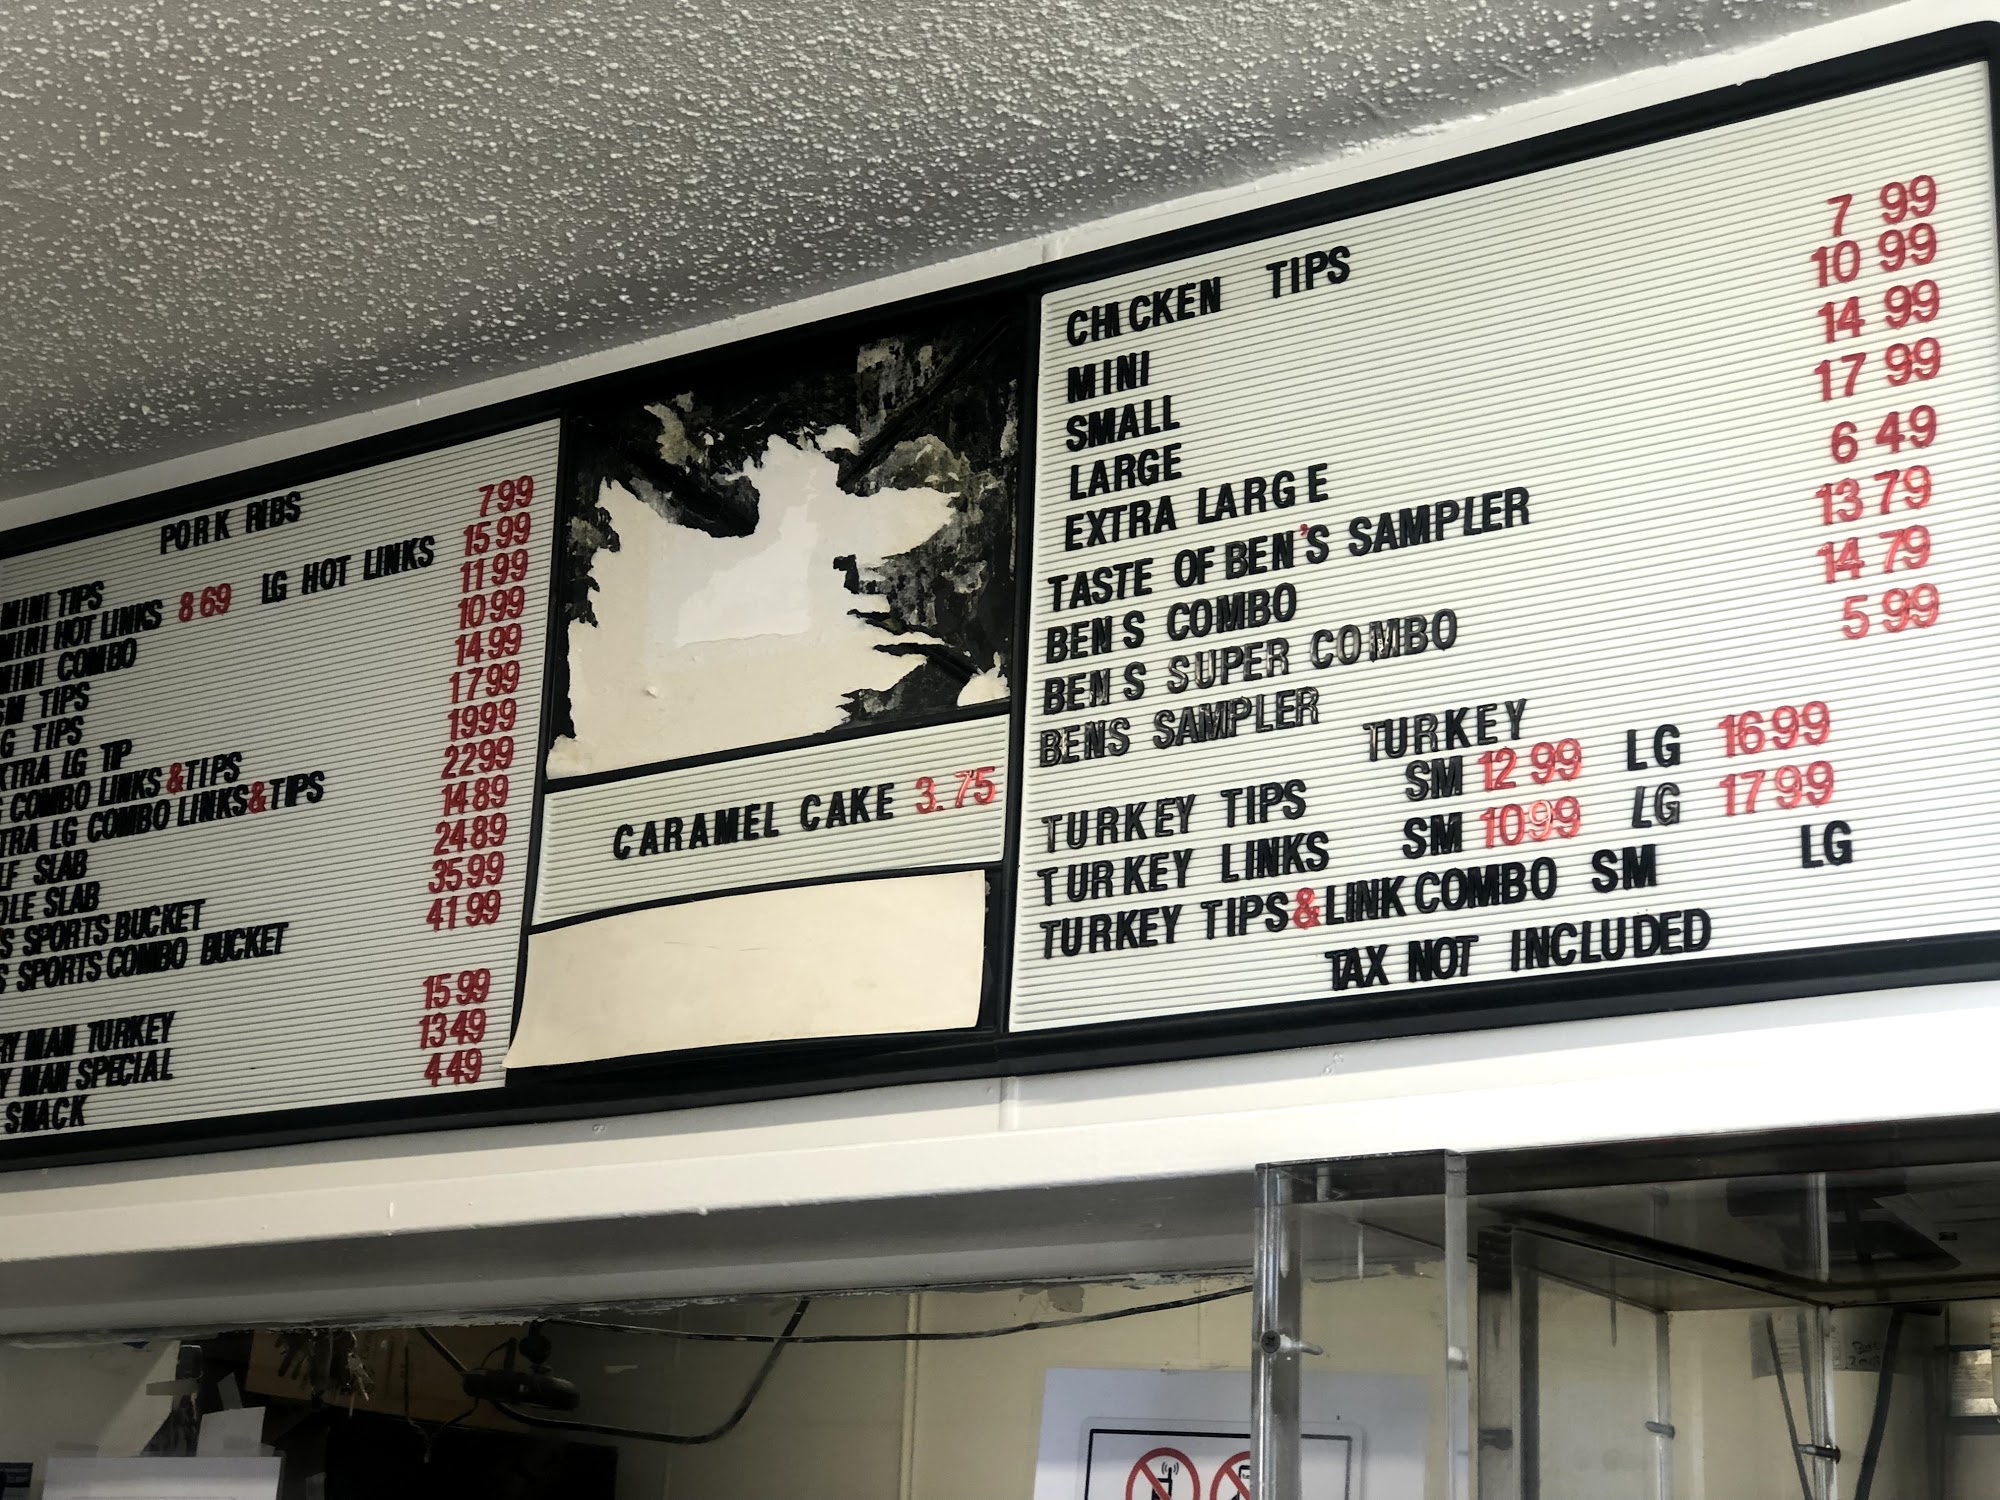 PORK RIBS
MINI TIPS 7 99
MINI HOT LINKS 8 69 LG HOT LINKS 15 99
MINI COMBO 11 99
SM TIPS 10 99
G TIPS 14 99
XTRA LG TIP 17 99
G COMBO LINKS &TIPS 19 99
TRA LG COMBO LINKS&TIPS 22 99
LF SLAB 14 89
OLE SLAB 24 89
S SPORTS BUCKET 35 99
S SPORTS COMBO BUCKET 41 99
RY MAN TURKEY 15 99
Y MAN SPECIAL 13 49
SNACK 4 49
CARAMEL CAKE 3.75
CHICKEN TIPS
MINI 7 99
SMALL 10 99
LARGE 14 99
EXTRA LARGE 17 99
TASTE OF BEN'S SAMPLER 6 49
BEN S COMBO 13 79
BEN S SUPER COMBO 14 79
BENS SAMPLER 5 99
TURKEY
TURKEY TIPS SM 12 99 LG 16 99
TURKEY LINKS SM 10 99 LG 17 99
TURKEY TIPS&LINK COMBO SM LG
TAX NOT INCLUDED